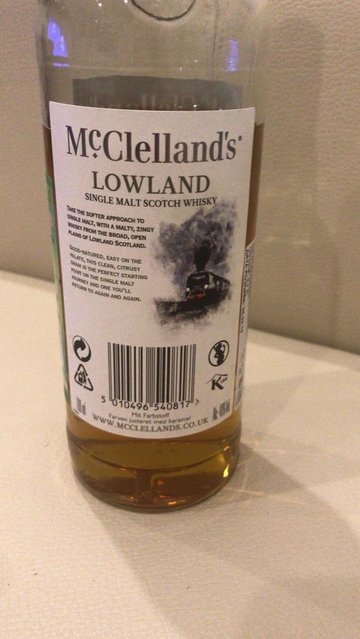 McClelland's
LOWLAND
SINGLE MALT SCOTCH WHISKY
TAKE THE SOFTER APPROACH TO
SINGLE MALT, WITH A MALTY, ZINGY
WHISKY FROM THE BROAD, OPEN
PLAINS OF LOWLAND SCOTLAND.
GOOD-NATURED, EASY ON THE
PALATE, THIS CLEAN, CITRUSY
DRAM IS THE PERFECT STARTING
POINT ON THE SINGLE MALT
JOURNEY AND ONE YOU'LL
RETURN TO AGAIN AND AGAIN.
5 010496 540817 >
Mit Farbstoff
Farven justeret med karamel
WWW.MCCLELLANDS.CO.UK